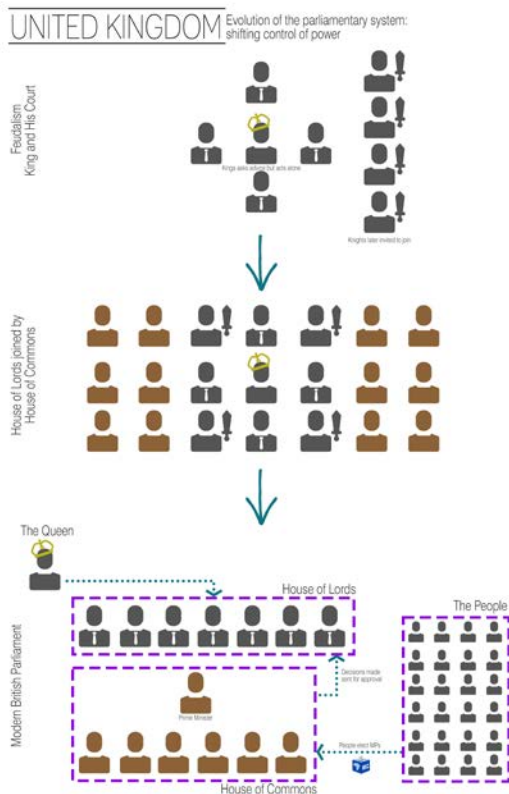 UNITED KINGDOM
Evolution of the parliamentary system:
shifting control of power
Feudalism
King and His Court
Kings asks advice but acts alone
Knights later invited to join
House of Lords joined by
House of Commons
Modern British Parliament
The Queen
House of Lords
The People
Decisions made
sent for approval
Prime Minister
People elect MPs
House of Commons